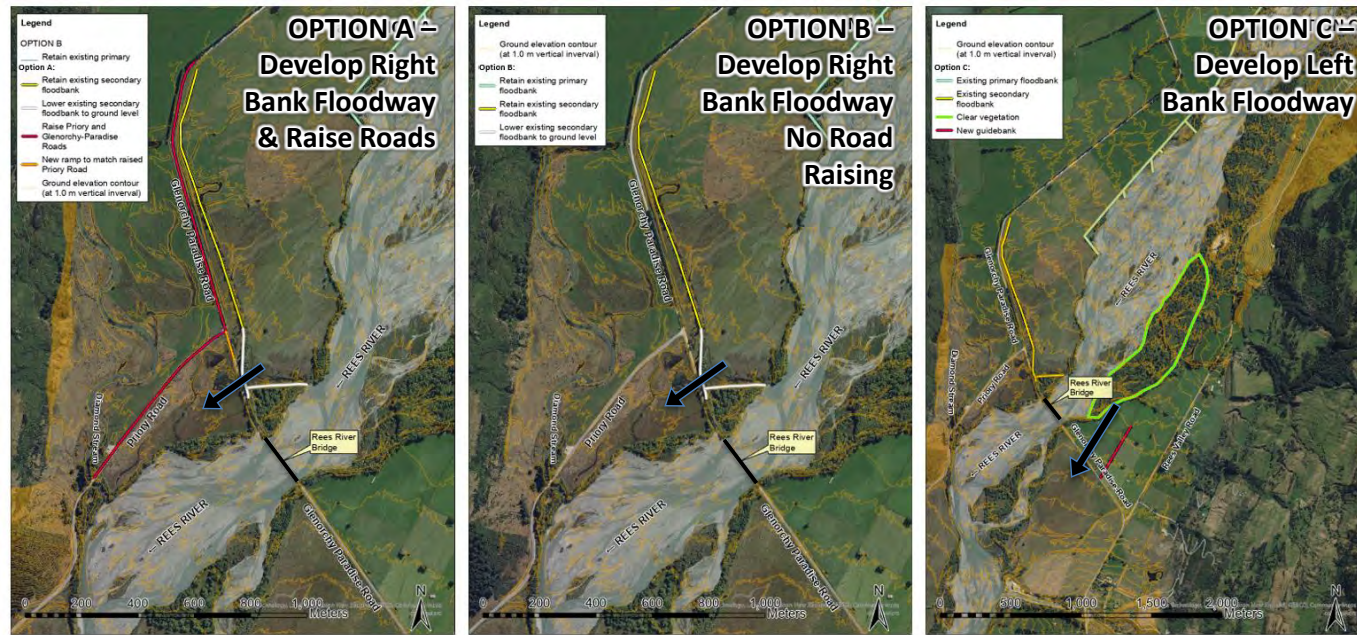 Legend
OPTION B
Retain existing primary
Option A:
Retain existing secondary
floodbank
Lower existing secondary
floodbank to ground level
Raise Priory and
Glenorchy-Paradise
Roads
New ramp to match raised
Priory Road
Ground elevation contour
(at 1.0 m vertical inverval)
OPTION A –
Develop Right
Bank Floodway
& Raise Roads
Glenorchy Paradise Road
← REES RIVER
Priory Road
Diamond Stream
Rees River
Bridge
← REES RIVER
Glenorchy Paradise Road
N
0 200 400 600 800 1,000
Meters
Legend
Ground elevation contour
(at 1.0 m vertical inverval)
Option B:
Retain existing primary
floodbank
Retain existing secondary
floodbank
Lower existing secondary
floodbank to ground level
OPTION B –
Develop Right
Bank Floodway
No Road
Raising
Glenorchy Paradise Road
← REES RIVER
Priory Road
Diamond Stream
Rees River
Bridge
← REES RIVER
Glenorchy Paradise Road
N
0 200 400 600 800 1,000
Meters
Legend
Ground elevation contour
(at 1.0 m vertical inverval)
Option C:
Existing primary floodbank
Existing secondary
floodbank
Clear vegetation
New guidebank
OPTION C –
Develop Left
Bank Floodway
← REES RIVER
Glenorchy Paradise Road
Diamond Stream
Priory Road
Rees River
Bridge
← REES RIVER
Glenorchy Paradise Road
Rees Valley Road
N
0 500 1,000 1,500 2,000
Meters